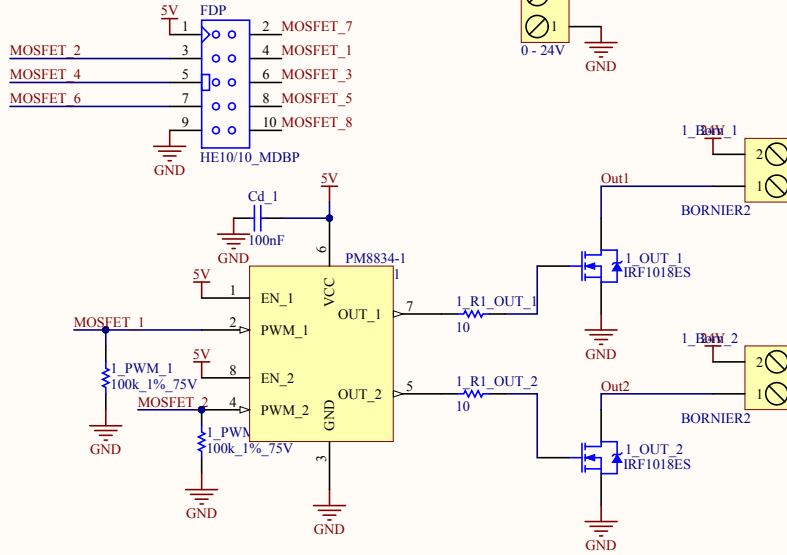 5V
FDP
1
2
MOSFET_7
MOSFET_2
3
4
MOSFET_1
MOSFET_4
5
6
MOSFET_3
MOSFET_6
7
8
MOSFET_5
9
10
MOSFET_8
GND
HE10/10_MDBP
1
0 - 24V
GND
5V
Cd_1
100nF
GND
6
PM8834-1
1
5V
1
EN_1
VCC
OUT_1
7
MOSFET_1
2
PWM_1
5V
1_PWM_1
100k_1%_75V
8
EN_2
OUT_2
5
MOSFET_2
4
PWM_2
GND
GND
100k_1%_75V
3
GND
GND
1_R1_OUT_1
10
1_R1_OUT_2
10
24V
1_Born_1
2
1
Out1
BORNIER2
1_OUT_1
IRF1018ES
GND
24V
1_Born_2
2
1
Out2
BORNIER2
1_OUT_2
IRF1018ES
GND